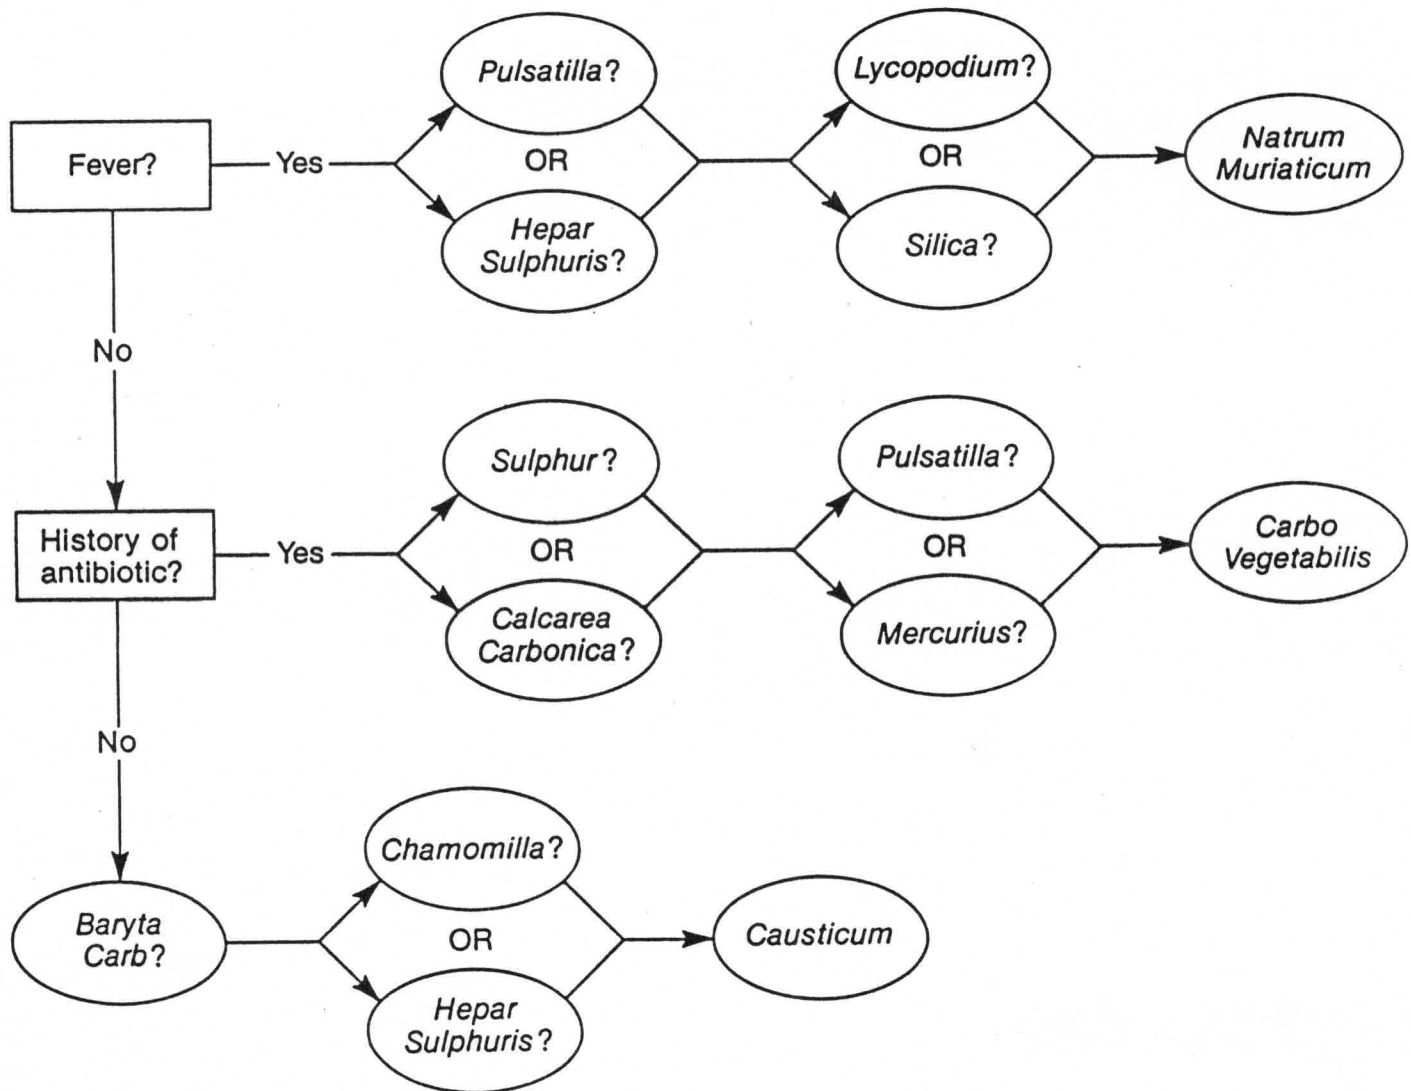 Fever?
Yes
Pulsatilla?
OR
Hepar
Sulphuris?
Lycopodium?
OR
Silica?
Natrum
Muriaticum
No
History of
antibiotic?
Yes
Sulphur?
OR
Calcarea
Carbonica?
Pulsatilla?
OR
Mercurius?
Carbo
Vegetabilis
No
Baryta
Carb?
Chamomilla?
OR
Hepar
Sulphuris?
Causticum